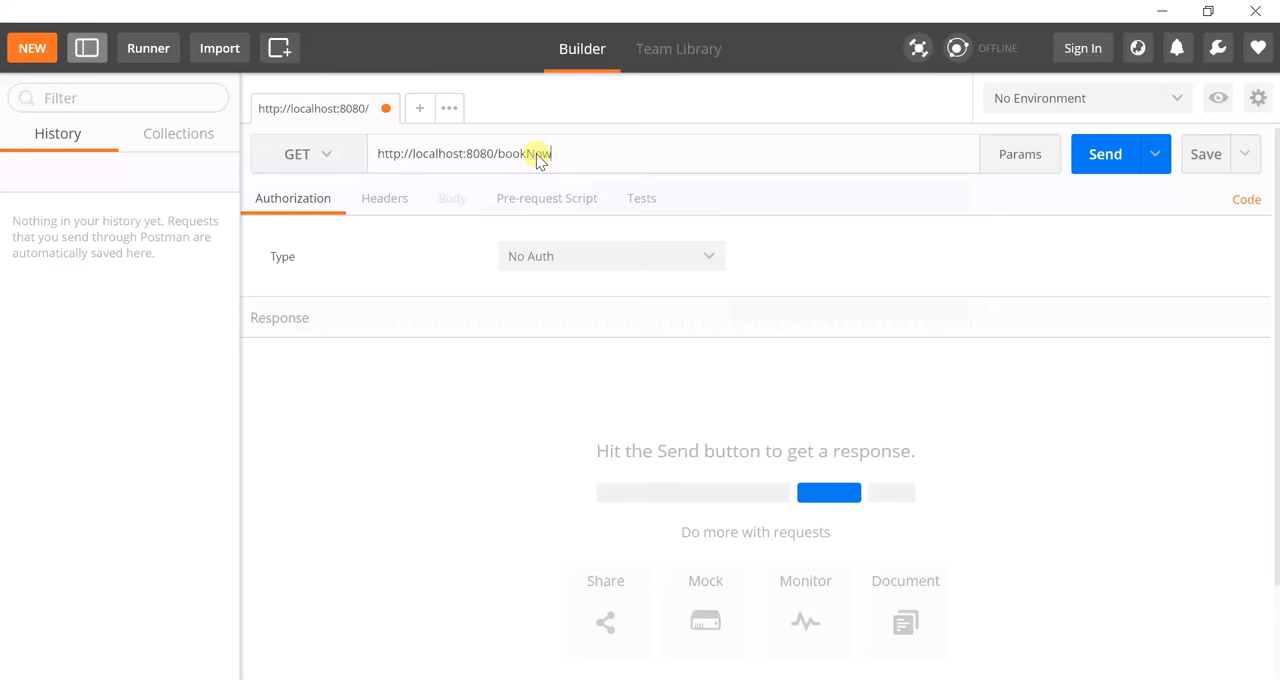 NEW Runner Import Builder Team Library OFFLINE Sign In
Filter
History Collections
Nothing in your history yet. Requests
that you send through Postman are
automatically saved here.
http://localhost:8080/ + ••• No Environment
GET http://localhost:8080/bookNow Params Send Save
Authorization Headers Body Pre-request Script Tests Code
Type No Auth
Response
Hit the Send button to get a response.
Do more with requests
Share Mock Monitor Document